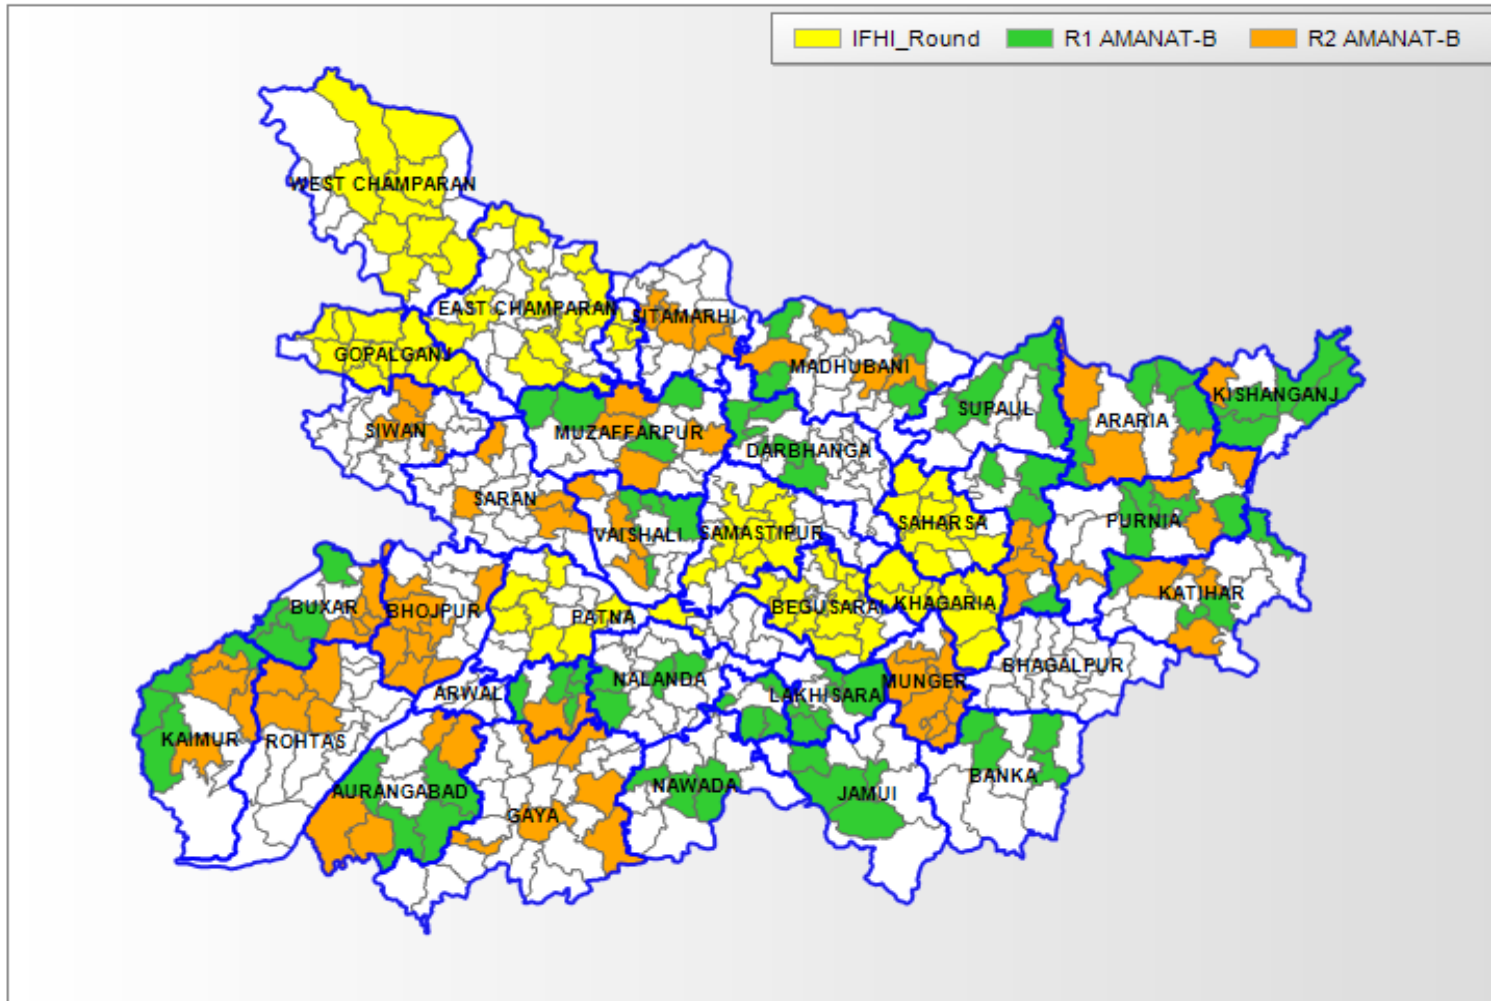 IFHI_Round R1 AMANAT-B R2 AMANAT-B
WEST CHAMPARAN
EAST CHAMPARAN
SITAMARHI
GOPALGANJ
MADHUBANI
KISHANGANJ
SUPAUL
ARARIA
SIWAN
MUZAFFARPUR
DARBHANGA
SARAN
VAISHALI
SAMASTIPUR
SAHARSA
PURNIA
KATIHAR
BUXAR
BHOJPUR
PATNA
BEGUSARAI
KHAGARIA
BHAGALPUR
NALANDA
MUNGER
ARWAL
LAKHISARA
KAIMUR
ROHTAS
BANKA
AURANGABAD
NAWADA
JAMUI
GAYA